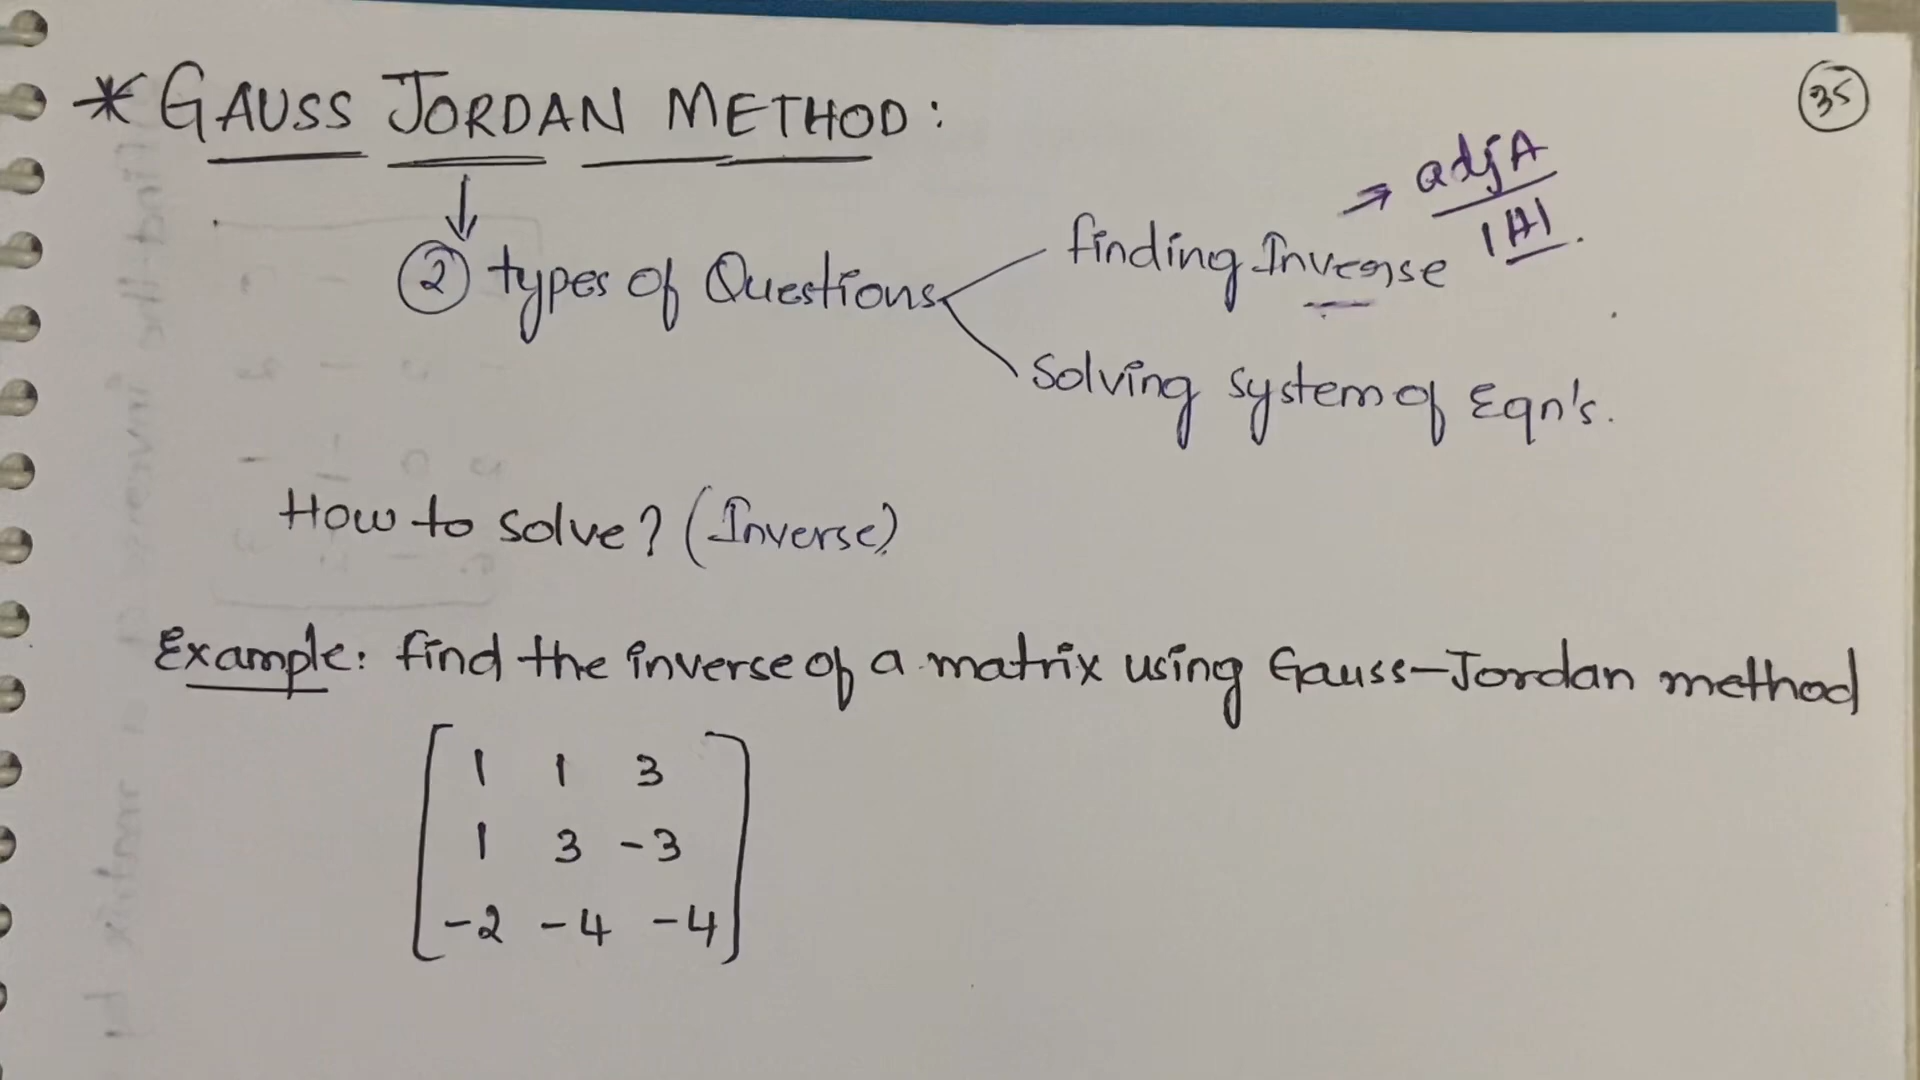 * GAUSS JORDAN METHOD:
35
→ adjA
|A|.
② types of Questions
finding Inverse
Solving system of Eqn's.
How to solve? (Inverse)
Example: find the inverse of a matrix using Gauss-Jordan method
1 1 3
1 3 -3
-2 -4 -4